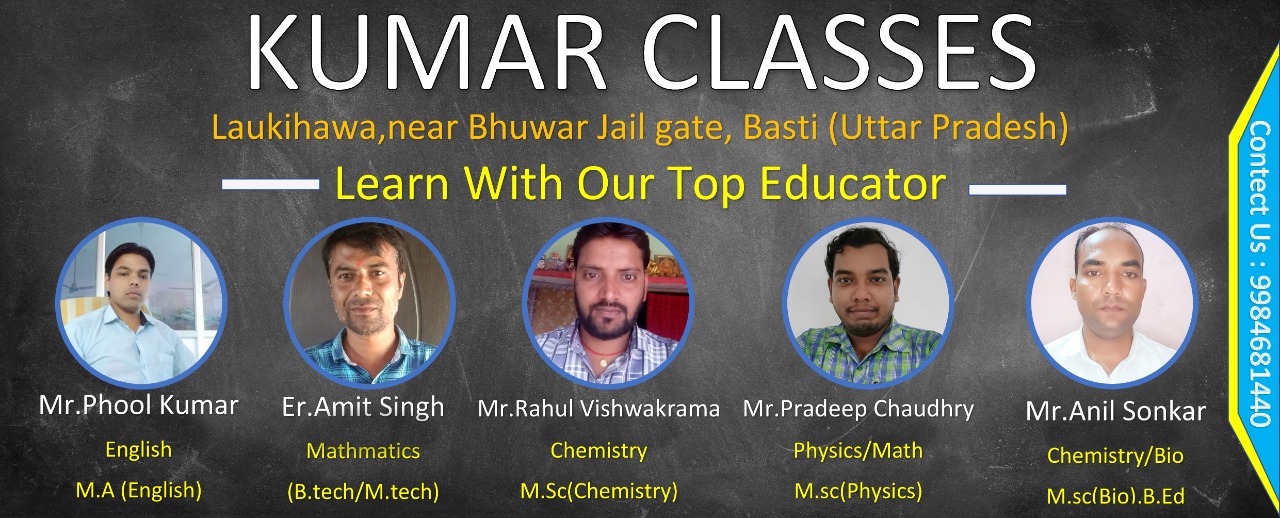 KUMAR CLASSES
Laukihawa,near Bhuwar Jail gate, Basti (Uttar Pradesh)
Learn With Our Top Educator
Mr.Phool Kumar
English
M.A (English)
Er.Amit Singh
Mathmatics
(B.tech/M.tech)
Mr.Rahul Vishwakrama
Chemistry
M.Sc(Chemistry)
Mr.Pradeep Chaudhry
Physics/Math
M.sc(Physics)
Mr.Anil Sonkar
Chemistry/Bio
M.sc(Bio).B.Ed
Contect Us : 9984681440